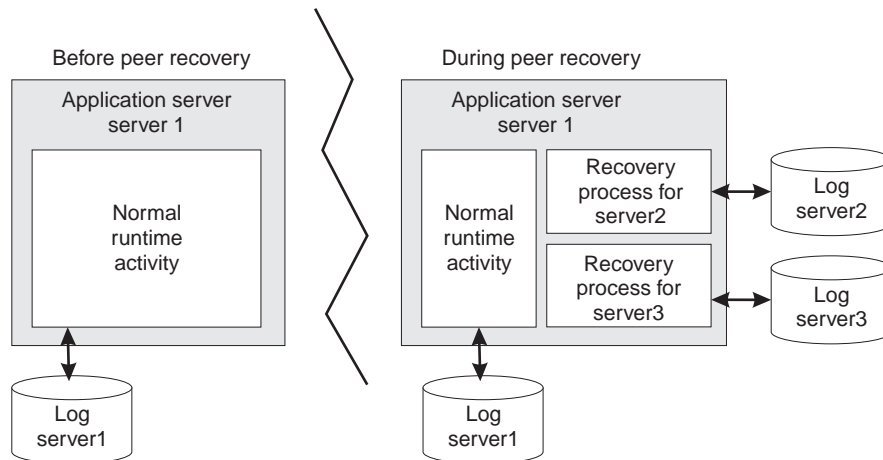 Before peer recovery
Application server
server 1
Normal
runtime
activity
Log
server1
During peer recovery
Application server
server 1
Normal
runtime
activity
Recovery
process for
server2
Recovery
process for
server3
Log
server2
Log
server3
Log
server1